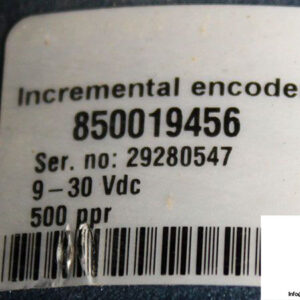 Incremental encode
850019456
Ser. no: 29280547
9-30 Vdc
500 ppr